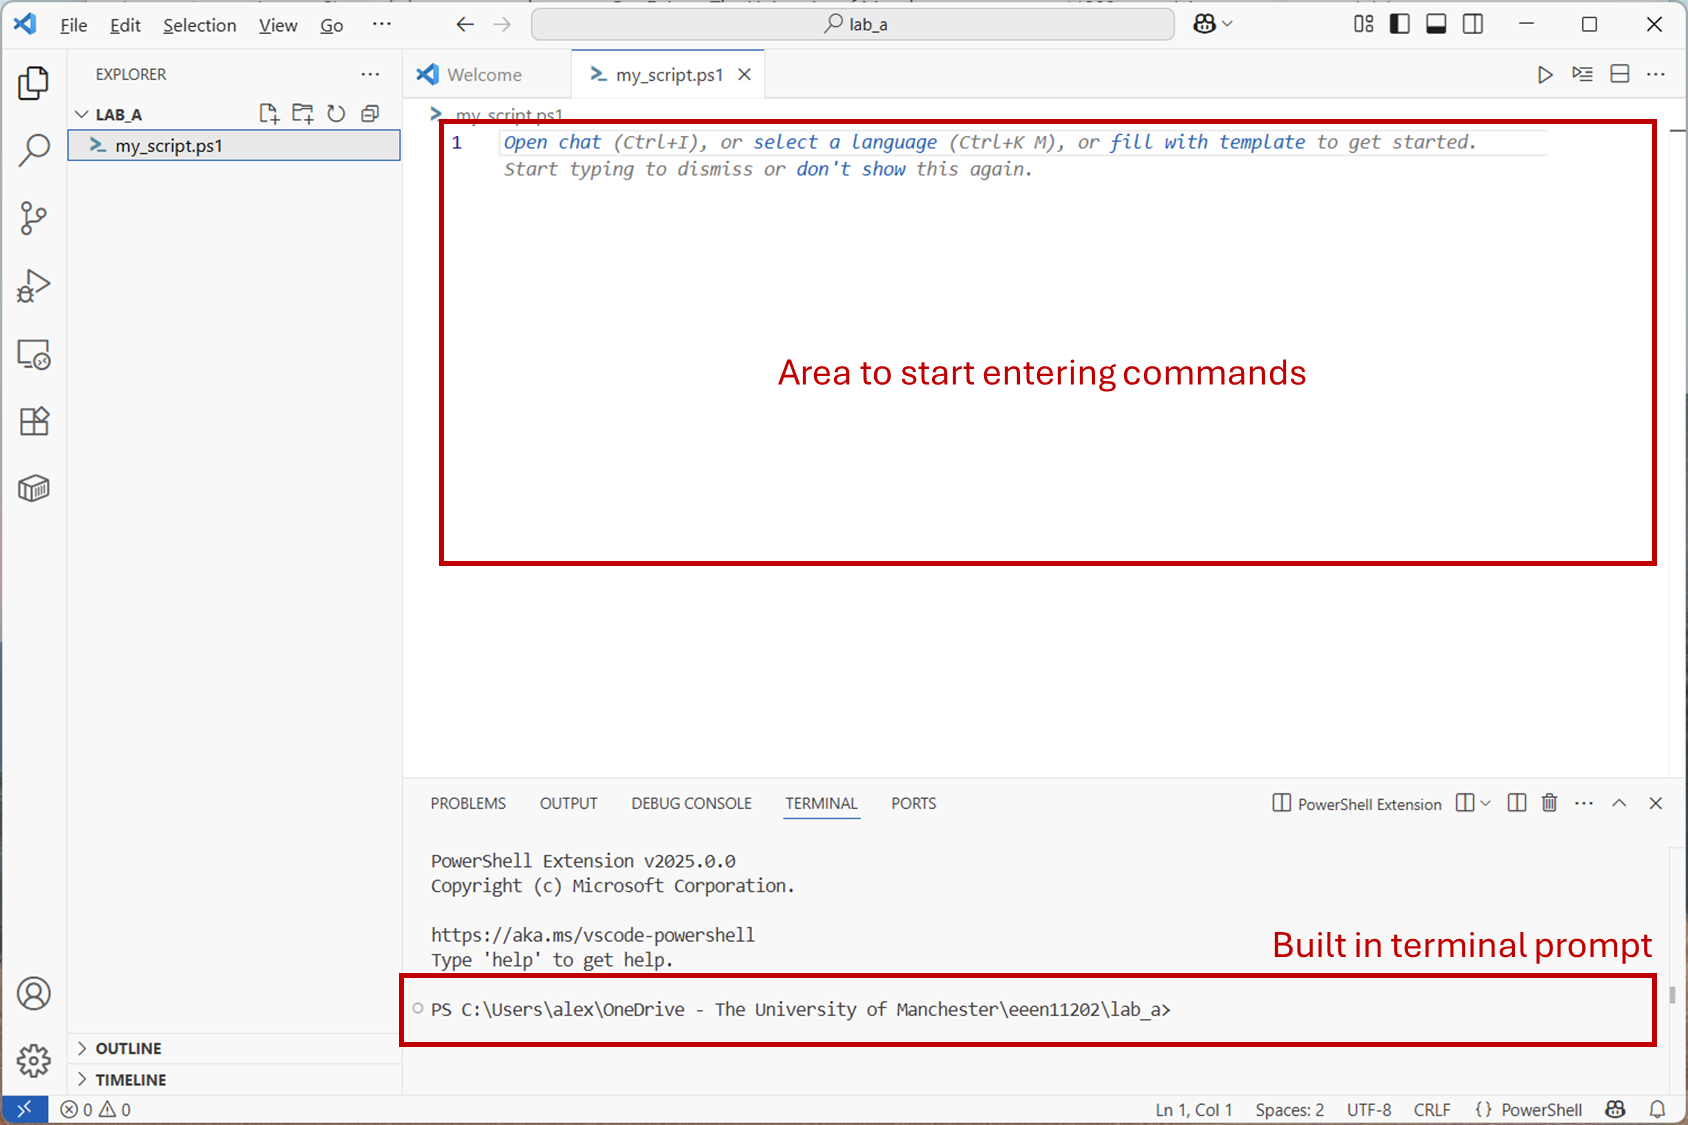 File Edit Selection View Go ··· lab_a
EXPLORER ···
LAB_A
my_script.ps1
Welcome my_script.ps1
my_script.ps1
1 Open chat (Ctrl+I), or select a language (Ctrl+K M), or fill with template to get started.
Start typing to dismiss or don't show this again.
Area to start entering commands
PROBLEMS OUTPUT DEBUG CONSOLE TERMINAL PORTS PowerShell Extension
PowerShell Extension v2025.0.0
Copyright (c) Microsoft Corporation.
https://aka.ms/vscode-powershell
Type 'help' to get help.
Built in terminal prompt
PS C:\Users\alex\OneDrive - The University of Manchester\eeen11202\lab_a>
OUTLINE
TIMELINE
0 0 Ln 1, Col 1 Spaces: 2 UTF-8 CRLF {} PowerShell